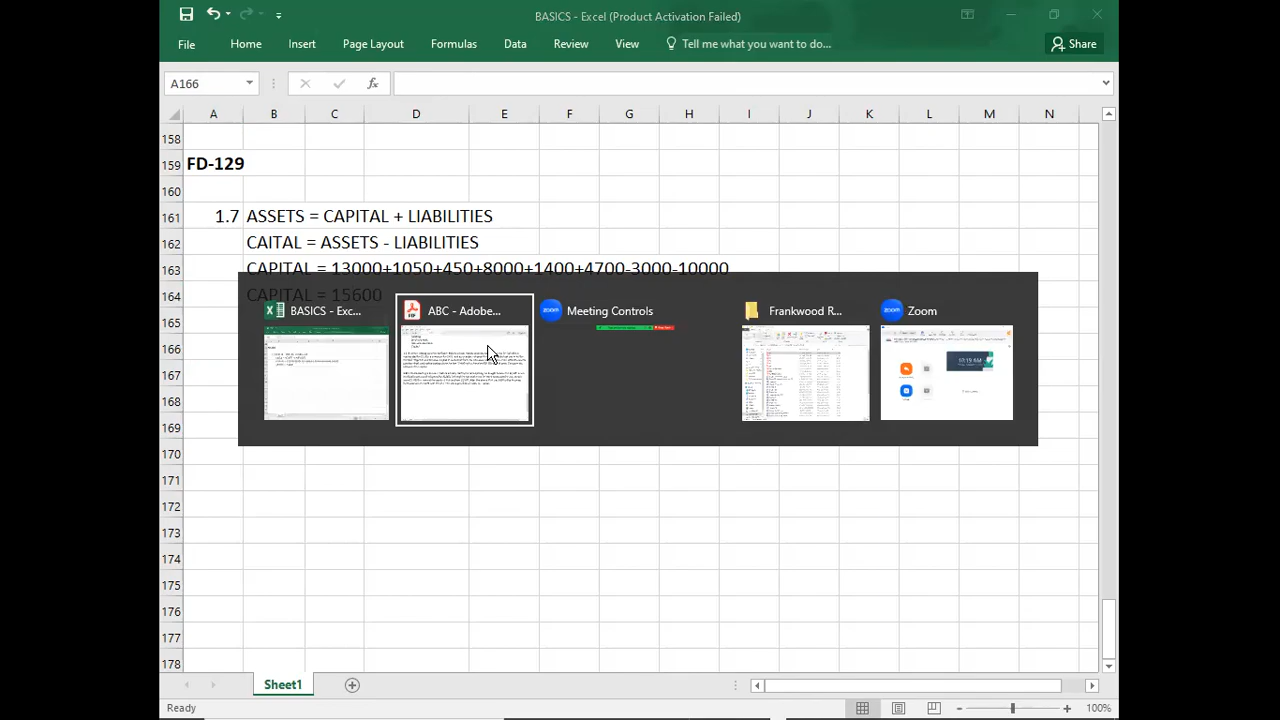 BASICS - Excel (Product Activation Failed)
File Home Insert Page Layout Formulas Data Review View Tell me what you want to do... Share
A166 fx
A B C D E F G H I J K L M N
158
159 FD-129
160
161 1.7 ASSETS = CAPITAL + LIABILITIES
162 CAITAL = ASSETS - LIABILITIES
163 CAPITAL = 13000+1050+450+8000+1400+4700-3000-10000
164 CAPITAL = 15600
BASICS - Exc... ABC - Adobe... zoom Meeting Controls Frankwood R... zoom Zoom
165
166
167
168
169
170
171
172
173
174
175
176
177
178
Sheet1
Ready 100%